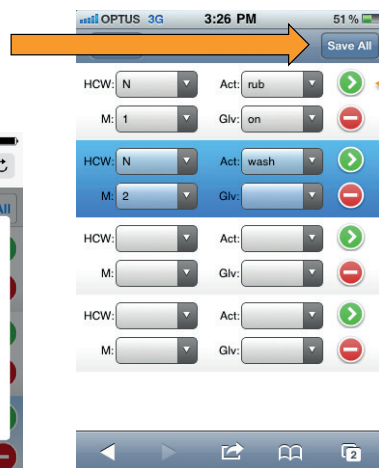 OPTUS 3G 3:26 PM 51 %
Save All
HCW: N Act: rub
M: 1 Glv: on
HCW: N Act: wash
M: 2 Glv:
HCW: Act:
M: Glv:
HCW: Act:
M: Glv:
2
All